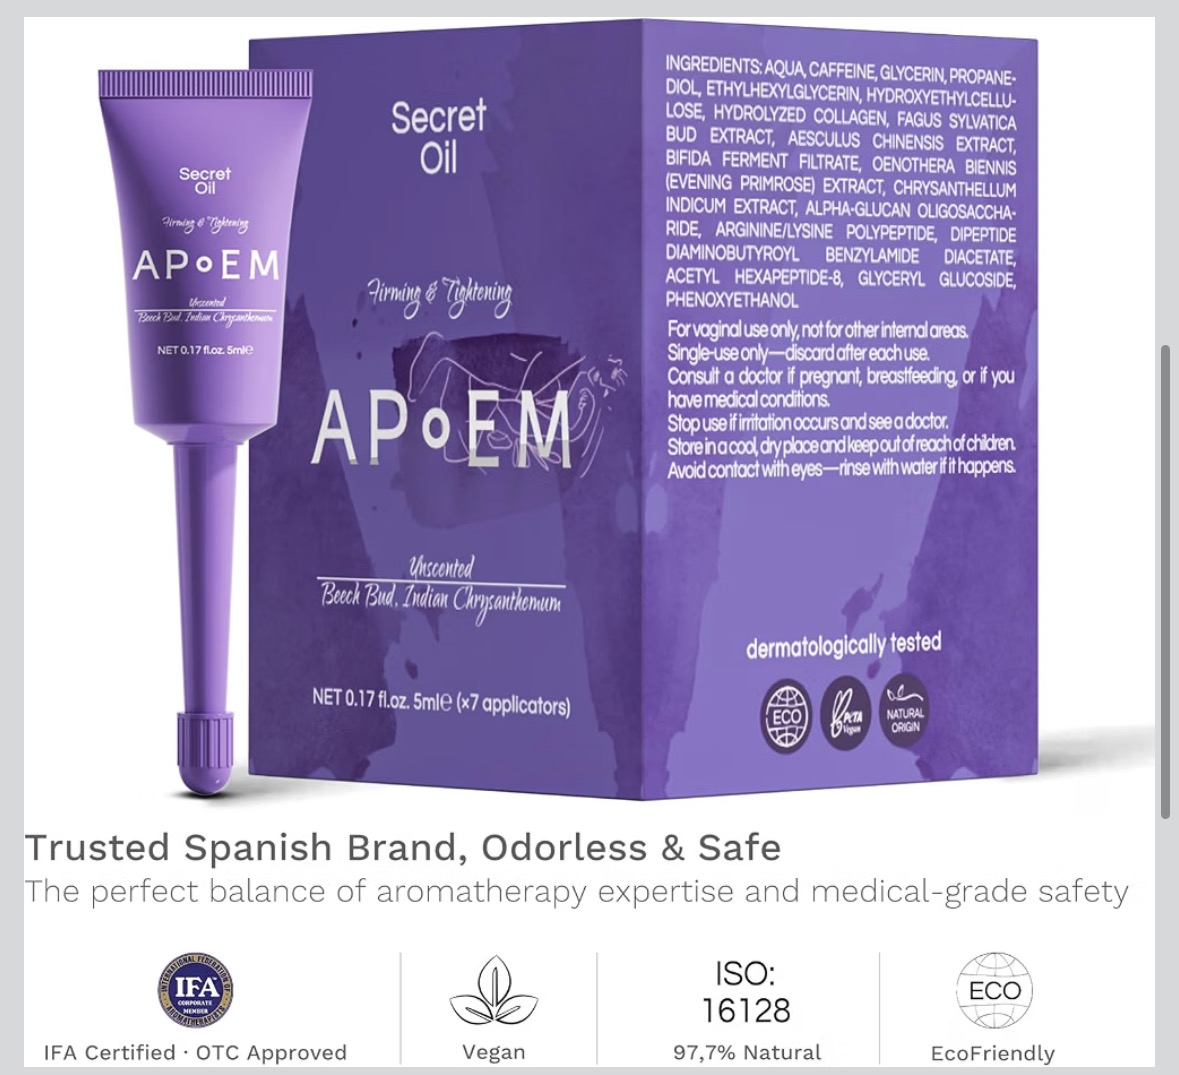 Secret
Oil
Firming & Tightening
APoEM
Unscented
Beech Bud, Indian Chrysanthemum
NET 0.17 fl.oz. 5ml℮
Secret
Oil
Firming & Tightening
APoEM
Unscented
Beech Bud, Indian Chrysanthemum
NET 0.17 fl.oz. 5ml℮ (×7 applicators)
INGREDIENTS: AQUA, CAFFEINE, GLYCERIN, PROPANE-
DIOL, ETHYLHEXYLGLYCERIN, HYDROXYETHYLCELLU-
LOSE, HYDROLYZED COLLAGEN, FAGUS SYLVATICA
BUD EXTRACT, AESCULUS CHINENSIS EXTRACT,
BIFIDA FERMENT FILTRATE, OENOTHERA BIENNIS
(EVENING PRIMROSE) EXTRACT, CHRYSANTHELLUM
INDICUM EXTRACT, ALPHA-GLUCAN OLIGOSACCHA-
RIDE, ARGININE/LYSINE POLYPEPTIDE, DIPEPTIDE
DIAMINOBUTYROYL BENZYLAMIDE DIACETATE,
ACETYL HEXAPEPTIDE-8, GLYCERYL GLUCOSIDE,
PHENOXYETHANOL
For vaginal use only, not for other internal areas.
Single-use only—discard after each use.
Consult a doctor if pregnant, breastfeeding, or if you
have medical conditions.
Stop use if irritation occurs and see a doctor.
Store in a cool, dry place and keep out of reach of children.
Avoid contact with eyes—rinse with water if it happens.
dermatologically tested
ECO
PETA
Vegan
NATURAL
ORIGIN
Trusted Spanish Brand, Odorless & Safe
The perfect balance of aromatherapy expertise and medical-grade safety
INTERNATIONAL FEDERATION OF
IFA
CORPORATE
MEMBER
AROMATHERAPISTS
IFA Certified · OTC Approved
Vegan
ISO:
16128
97,7% Natural
ECO
EcoFriendly